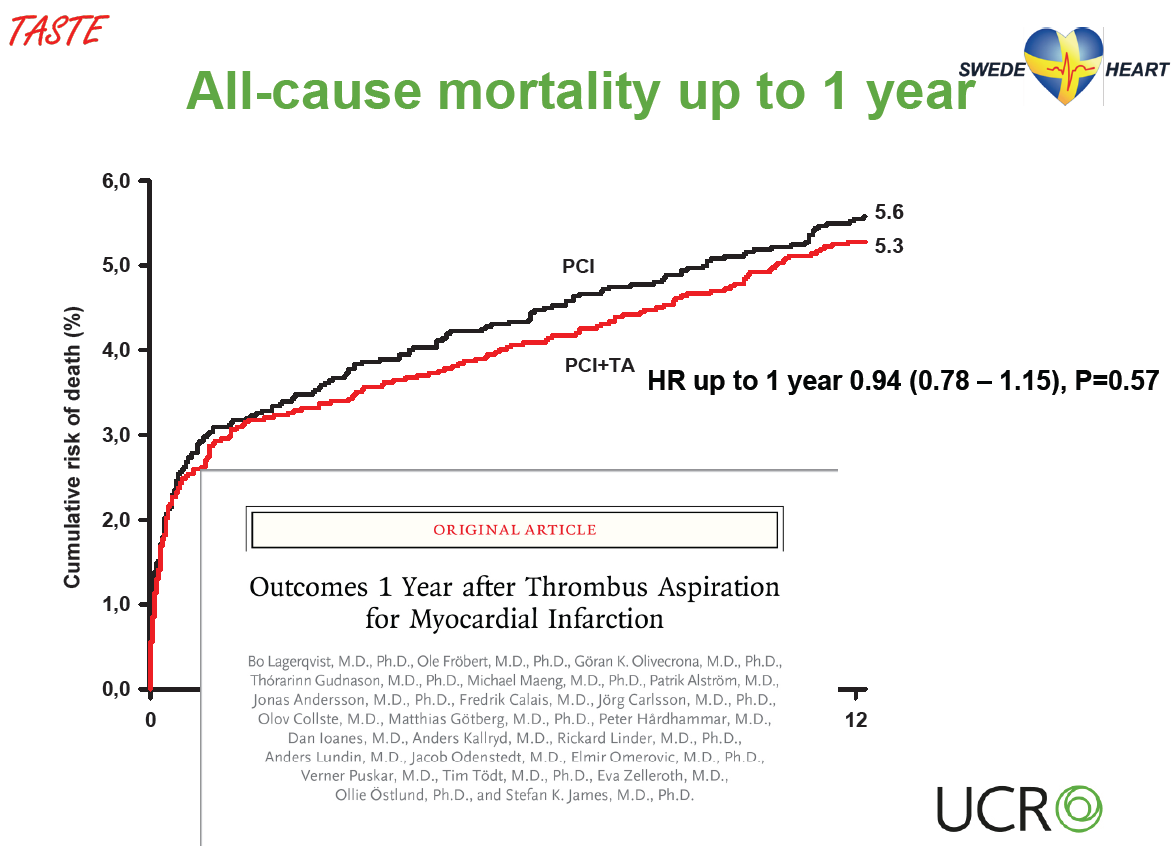 TASTE
SWEDE HEART
All-cause mortality up to 1 year
6,0
5,0
4,0
3,0
2,0
1,0
0,0
Cumulative risk of death (%)
PCI
5.6
5.3
PCI+TA
HR up to 1 year 0.94 (0.78 – 1.15), P=0.57
0
12
ORIGINAL ARTICLE
Outcomes 1 Year after Thrombus Aspiration
for Myocardial Infarction
Bo Lagerqvist, M.D., Ph.D., Ole Fröbert, M.D., Ph.D., Göran K. Olivecrona, M.D., Ph.D.,
Thórarinn Gudnason, M.D., Ph.D., Michael Maeng, M.D., Ph.D., Patrik Alström, M.D.,
Jonas Andersson, M.D., Ph.D., Fredrik Calais, M.D., Jörg Carlsson, M.D., Ph.D.,
Olov Collste, M.D., Matthias Götberg, M.D., Ph.D., Peter Hårdhammar, M.D.,
Dan Ioanes, M.D., Anders Kallryd, M.D., Rickard Linder, M.D., Ph.D.,
Anders Lundin, M.D., Jacob Odenstedt, M.D., Elmir Omerovic, M.D., Ph.D.,
Verner Puskar, M.D., Tim Tödt, M.D., Ph.D., Eva Zelleroth, M.D.,
Ollie Östlund, Ph.D., and Stefan K. James, M.D., Ph.D.
UCR